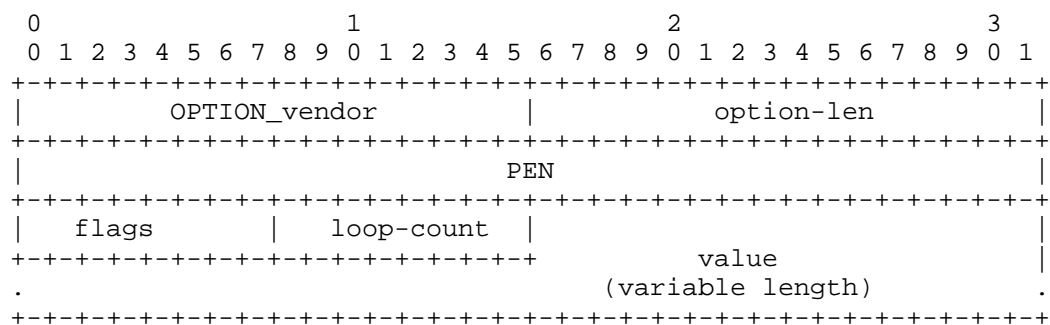 0                   1                   2                   3
 0 1 2 3 4 5 6 7 8 9 0 1 2 3 4 5 6 7 8 9 0 1 2 3 4 5 6 7 8 9 0 1
+-+-+-+-+-+-+-+-+-+-+-+-+-+-+-+-+-+-+-+-+-+-+-+-+-+-+-+-+-+-+-+-+
|         OPTION_vendor         |           option-len          |
+-+-+-+-+-+-+-+-+-+-+-+-+-+-+-+-+-+-+-+-+-+-+-+-+-+-+-+-+-+-+-+-+
|                              PEN                              |
+-+-+-+-+-+-+-+-+-+-+-+-+-+-+-+-+-+-+-+-+-+-+-+-+-+-+-+-+-+-+-+-+
|   flags       |   loop-count  |                               |
+-+-+-+-+-+-+-+-+-+-+-+-+-+-+-+-+          value                |
.                                    (variable length)          .
+-+-+-+-+-+-+-+-+-+-+-+-+-+-+-+-+-+-+-+-+-+-+-+-+-+-+-+-+-+-+-+-+